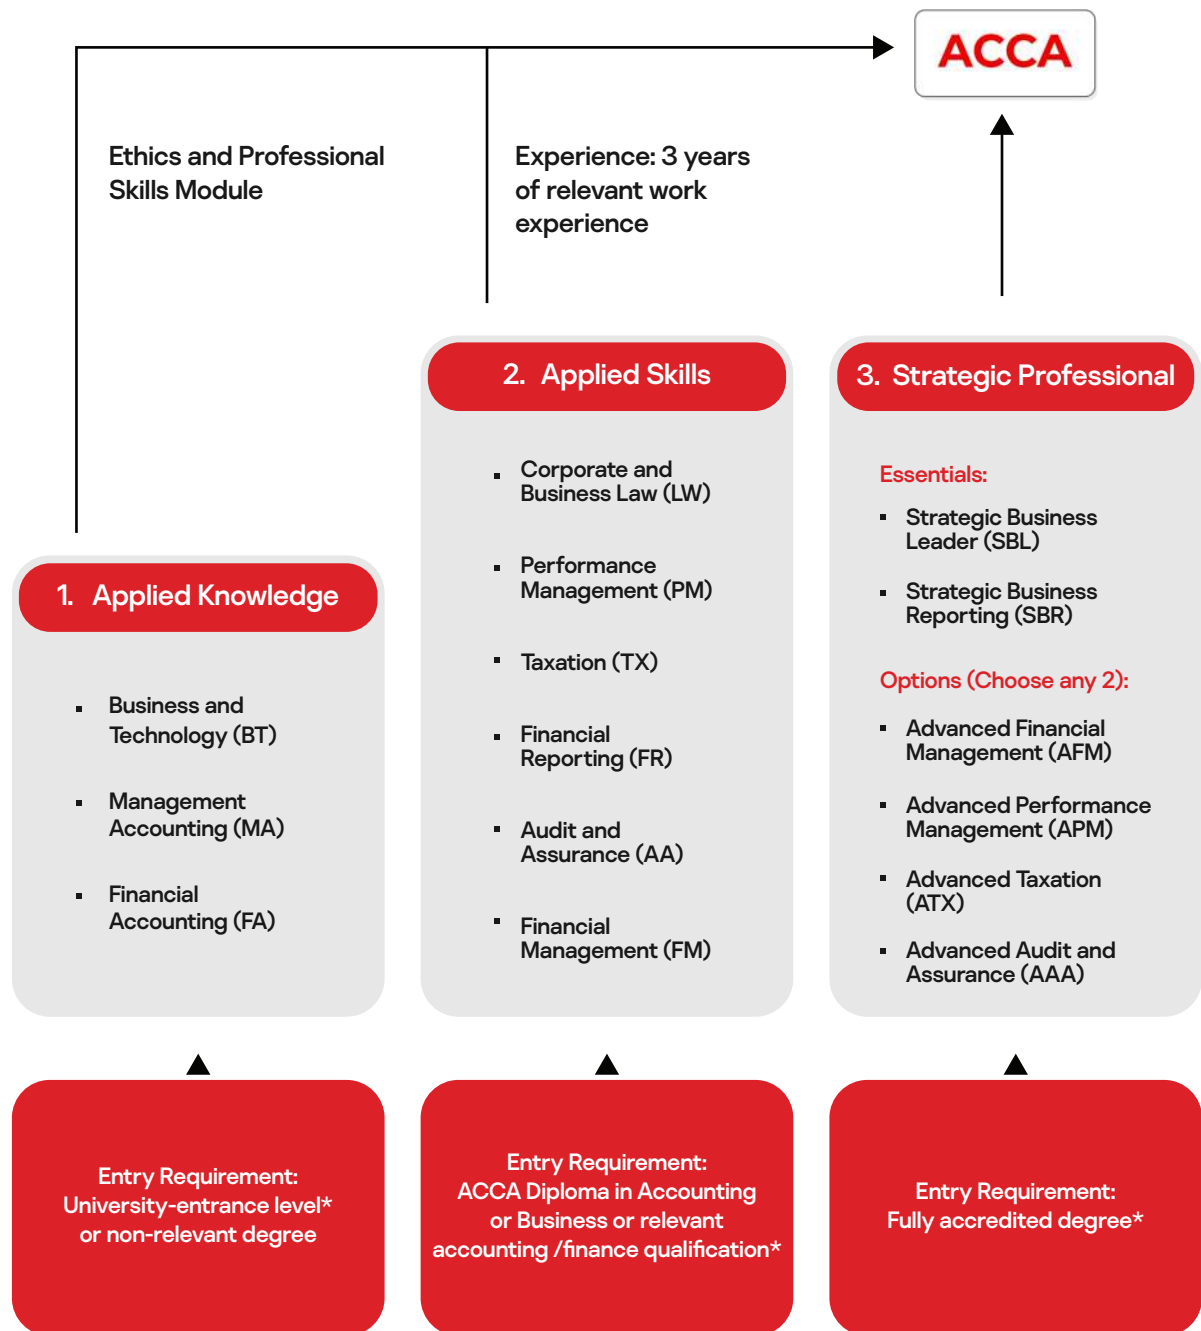 ACCA
Ethics and Professional
Skills Module
Experience: 3 years
of relevant work
experience
1. Applied Knowledge
▪ Business and
Technology (BT)
▪ Management
Accounting (MA)
▪ Financial
Accounting (FA)
2. Applied Skills
▪ Corporate and
Business Law (LW)
▪ Performance
Management (PM)
▪ Taxation (TX)
▪ Financial
Reporting (FR)
▪ Audit and
Assurance (AA)
▪ Financial
Management (FM)
3. Strategic Professional
Essentials:
▪ Strategic Business
Leader (SBL)
▪ Strategic Business
Reporting (SBR)
Options (Choose any 2):
▪ Advanced Financial
Management (AFM)
▪ Advanced Performance
Management (APM)
▪ Advanced Taxation
(ATX)
▪ Advanced Audit and
Assurance (AAA)
Entry Requirement:
University-entrance level*
or non-relevant degree
Entry Requirement:
ACCA Diploma in Accounting
or Business or relevant
accounting /finance qualification*
Entry Requirement:
Fully accredited degree*